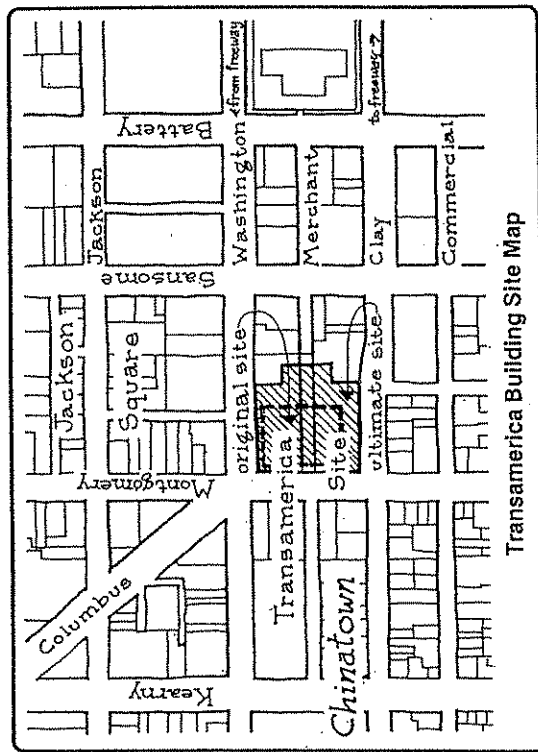 Columbus
Kearny
Montgomery
Sansome
Battery
Jackson
Jackson
Square
Washington
←from freeway
Merchant
Clay
to freeway→
Commercial
original site
Transamerica
Site
ultimate site
Chinatown
Transamerica Building Site Map